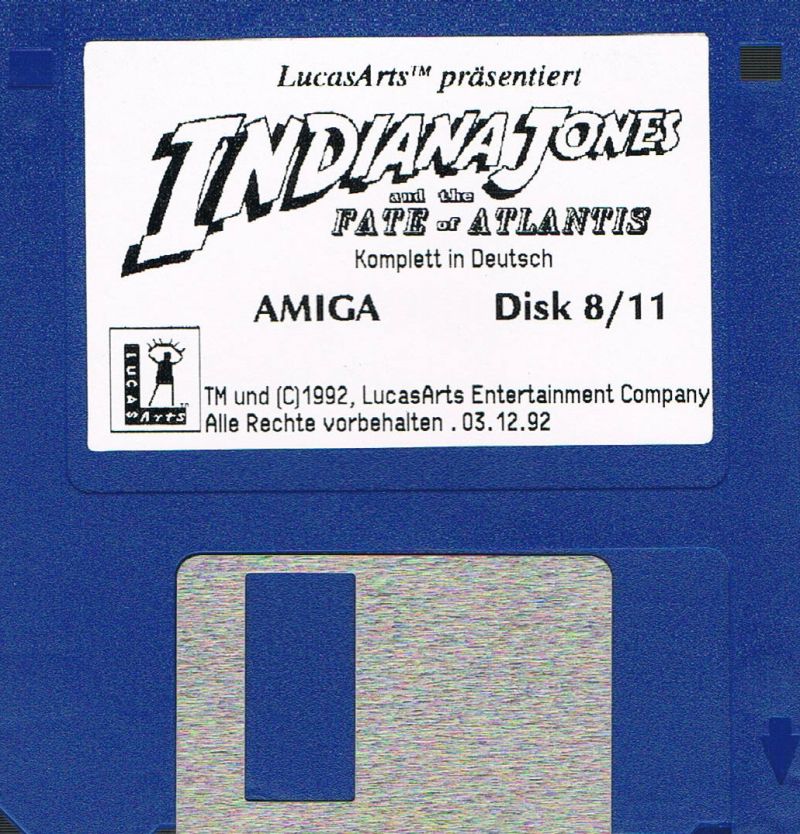 LucasArts™ präsentiert
INDIANA JONES
and the
FATE of ATLANTIS
Komplett in Deutsch
AMIGA Disk 8/11
LUCAS
Arts
TM
TM und (C)1992, LucasArts Entertainment Company
Alle Rechte vorbehalten . 03.12.92